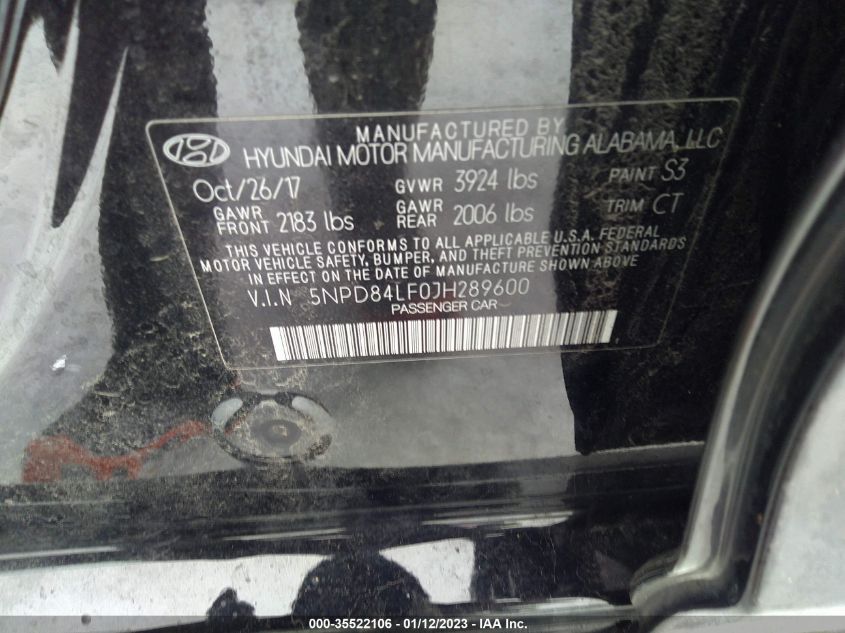 MANUFACTURED BY
HYUNDAI MOTOR MANUFACTURING ALABAMA, LLC
Oct/26/17 GVWR 3924 lbs PAINT S3
GAWR FRONT 2183 lbs GAWR REAR 2006 lbs TRIM CT
THIS VEHICLE CONFORMS TO ALL APPLICABLE U.S.A. FEDERAL
MOTOR VEHICLE SAFETY, BUMPER, AND THEFT PREVENTION STANDARDS
IN EFFECT ON THE DATE OF MANUFACTURE SHOWN ABOVE.
V.I.N 5NPD84LF0JH289600
PASSENGER CAR
000-35522106 - 01/12/2023 - IAA Inc.